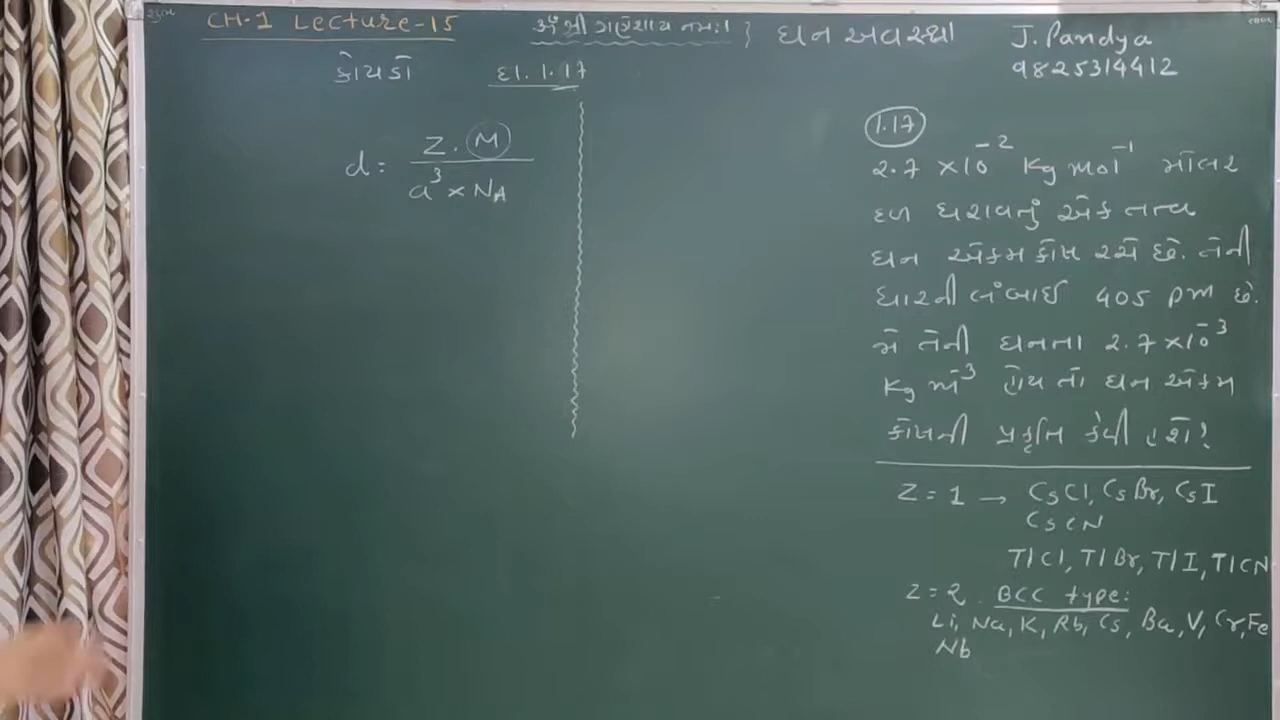 CH-1 Lecture-15
ૐ શ્રી ગણેશાય નમઃ। } ઘન અવસ્થા
J. Pandya
9825314412
કોયડો દા. 1.17
d = Z . M
a³ × NA
1.17
2.7 × 10⁻² Kg mol⁻¹ મોલર
દળ ધરાવતું એક તત્વ
ઘન એકમ કોષ રચે છે. તેની
ધારની લંબાઈ 405 pm છે.
જો તેની ઘનતા 2.7 × 10⁻³
Kg m⁻³ હોય તો ઘન એકમ
કોષની પ્રકૃતિ કેવી હશે?
Z = 1 → CsCl, CsBr, CsI
CsCN
TlCl, TlBr, TlI, TlCN
Z = 2 . BCC type:
Li, Na, K, Rb, Cs, Ba, V, Cr, Fe
Nb